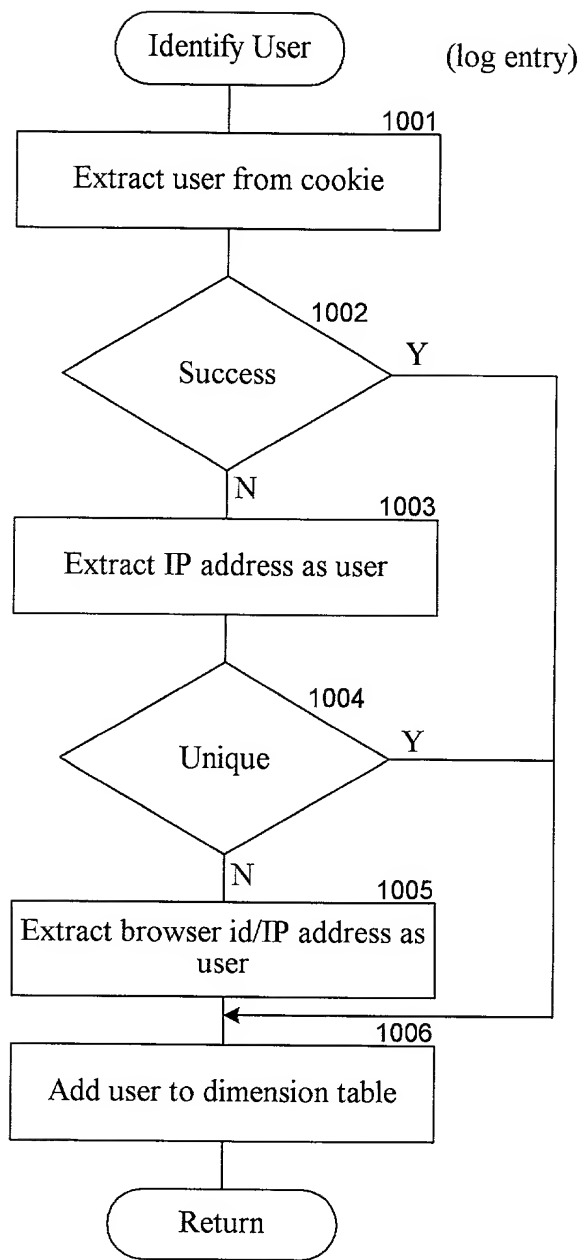 Identify User
(log entry)
1001
Extract user from cookie
1002
Success
Y
N
1003
Extract IP address as user
1004
Unique
Y
N
1005
Extract browser id/IP address as
user
1006
Add user to dimension table
Return